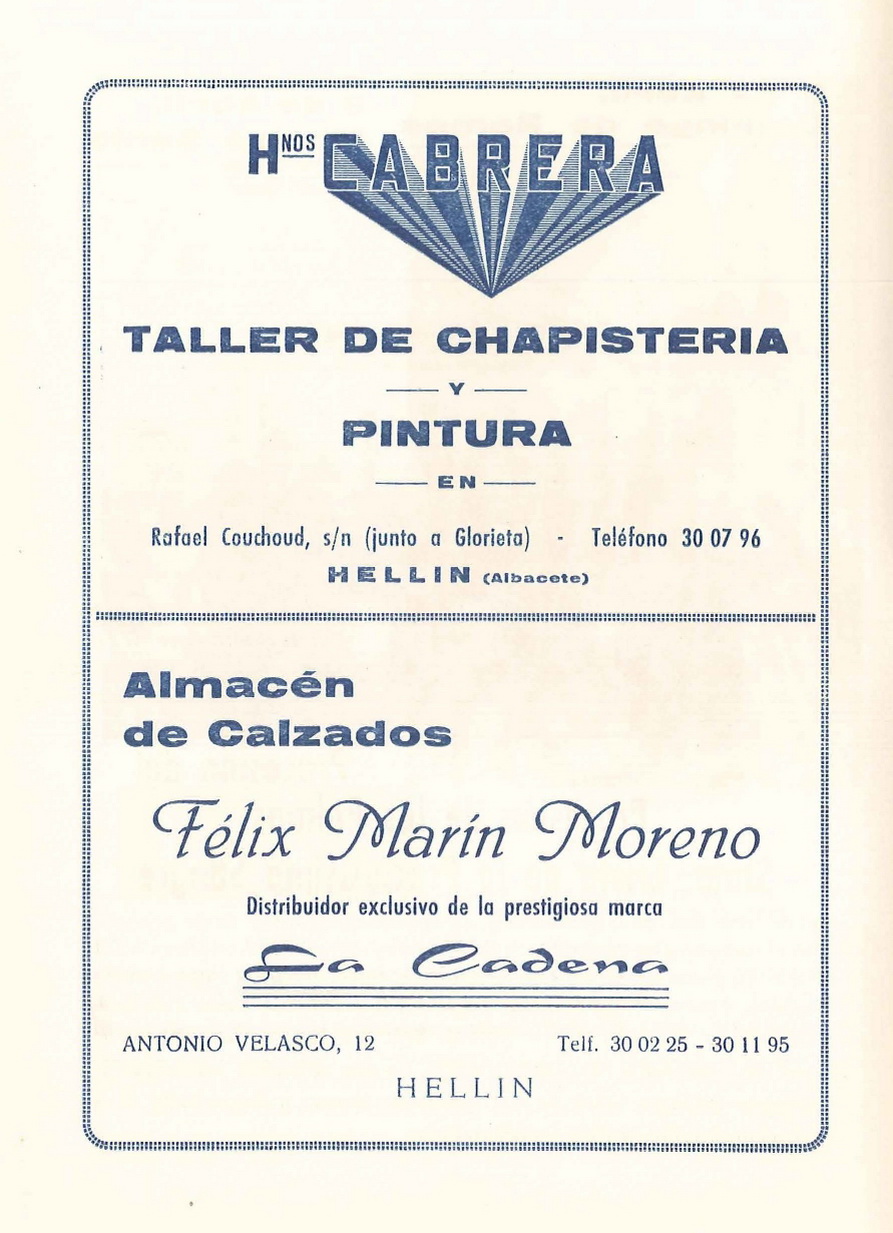 HNOS CABRERA
TALLER DE CHAPISTERIA
Y
PINTURA
EN
Rafael Couchoud, s/n (junto a Glorieta) - Teléfono 30 07 96
HELLIN (Albacete)
Almacén
de Calzados
Félix Marín Moreno
Distribuidor exclusivo de la prestigiosa marca
La Cadena
ANTONIO VELASCO, 12 Telf. 30 02 25 - 30 11 95
HELLIN